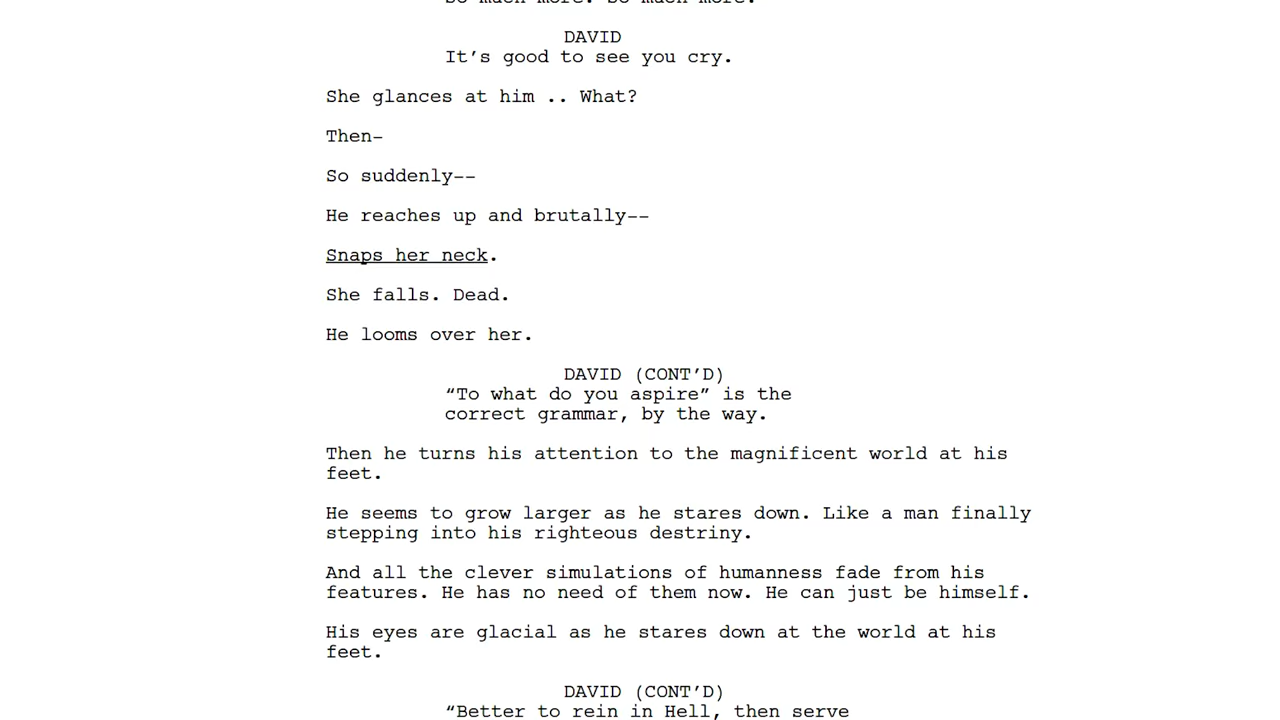 so much more. So much more.
DAVID
It’s good to see you cry.
She glances at him .. What?
Then-
So suddenly--
He reaches up and brutally--
Snaps her neck.
She falls. Dead.
He looms over her.
DAVID (CONT’D)
“To what do you aspire” is the
correct grammar, by the way.
Then he turns his attention to the magnificent world at his
feet.
He seems to grow larger as he stares down. Like a man finally
stepping into his righteous destriny.
And all the clever simulations of humanness fade from his
features. He has no need of them now. He can just be himself.
His eyes are glacial as he stares down at the world at his
feet.
DAVID (CONT’D)
“Better to rein in Hell, then serve